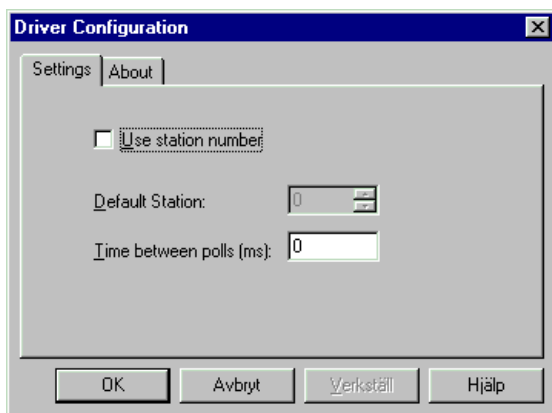 Driver Configuration
Settings About
Use station number
Default Station: 0
Time between polls (ms): 0
OK Avbryt Verkställ Hjälp